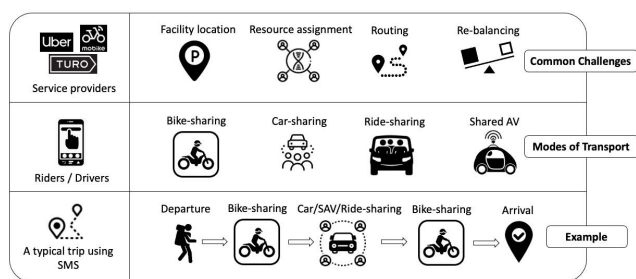 Uber
mobike
TURO
Service providers
Facility location
Resource assignment
Routing
Re-balancing
P
Common Challenges
Riders / Drivers
Bike-sharing
Car-sharing
Ride-sharing
Shared AV
Modes of Transport
A typical trip using
SMS
Departure
Bike-sharing
Car/SAV/Ride-sharing
Bike-sharing
Arrival
Example